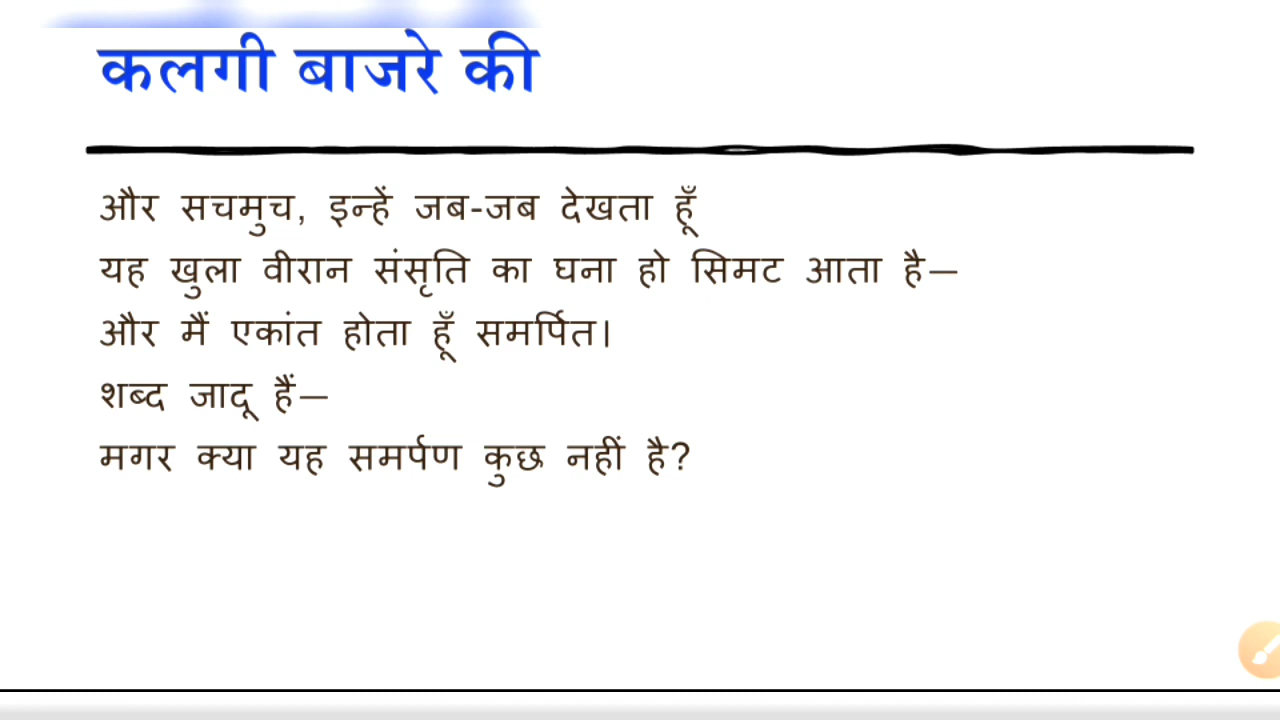 कलगी बाजरे की
और सचमुच, इन्हें जब-जब देखता हूँ
यह खुला वीरान संसृति का घना हो सिमट आता है—
और मैं एकांत होता हूँ समर्पित।
शब्द जादू हैं—
मगर क्या यह समर्पण कुछ नहीं है?